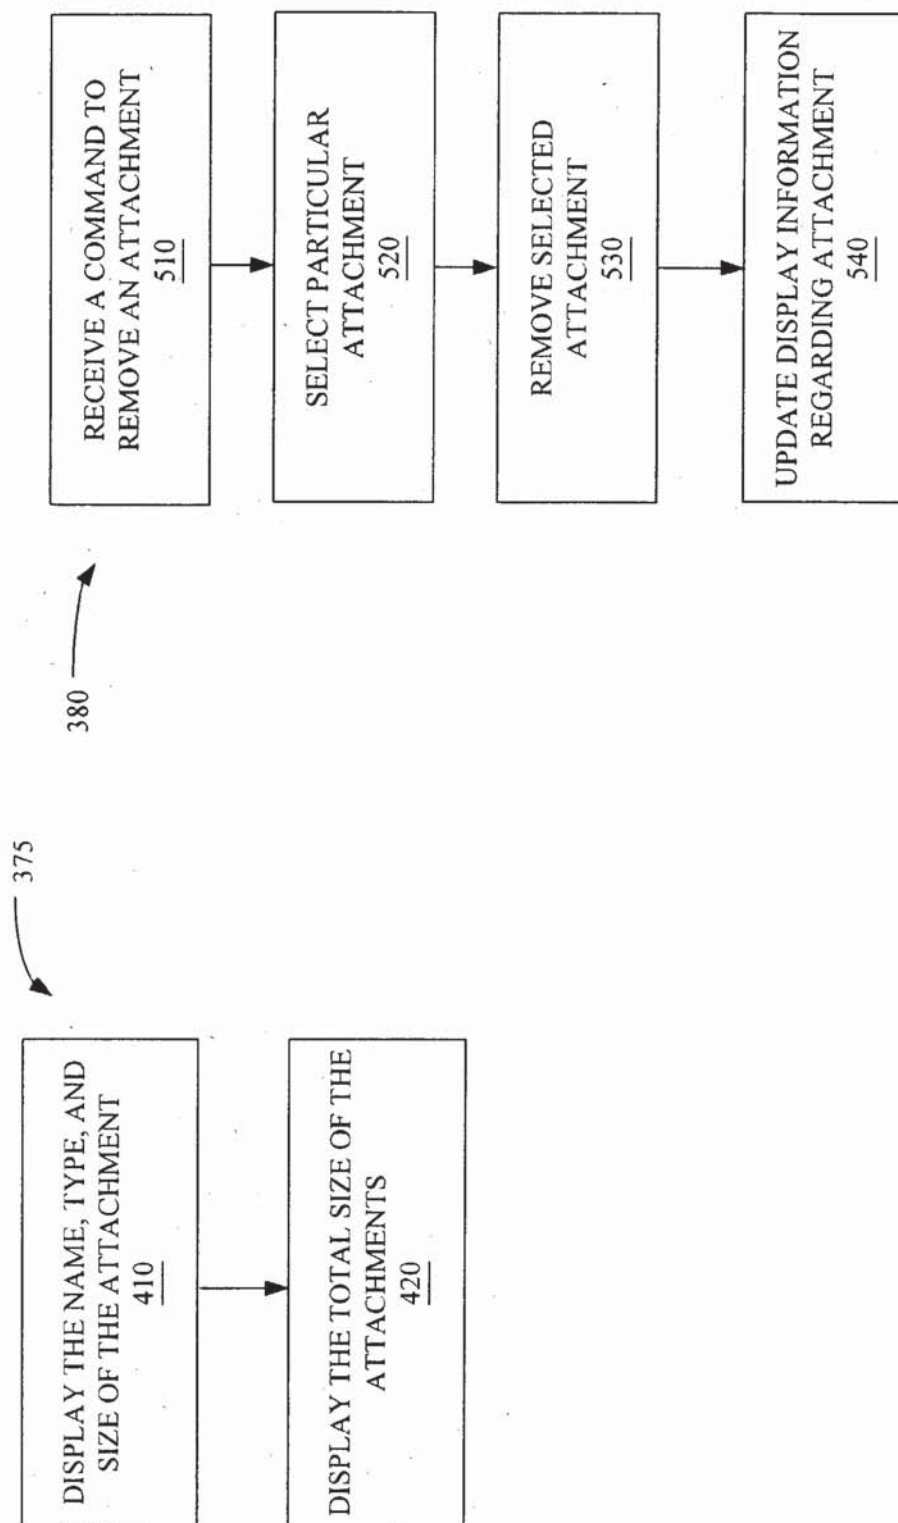 375
DISPLAY THE NAME, TYPE, AND
SIZE OF THE ATTACHMENT
410
DISPLAY THE TOTAL SIZE OF THE
ATTACHMENTS
420
380
RECEIVE A COMMAND TO
REMOVE AN ATTACHMENT
510
SELECT PARTICULAR
ATTACHMENT
520
REMOVE SELECTED
ATTACHMENT
530
UPDATE DISPLAY INFORMATION
REGARDING ATTACHMENT
540